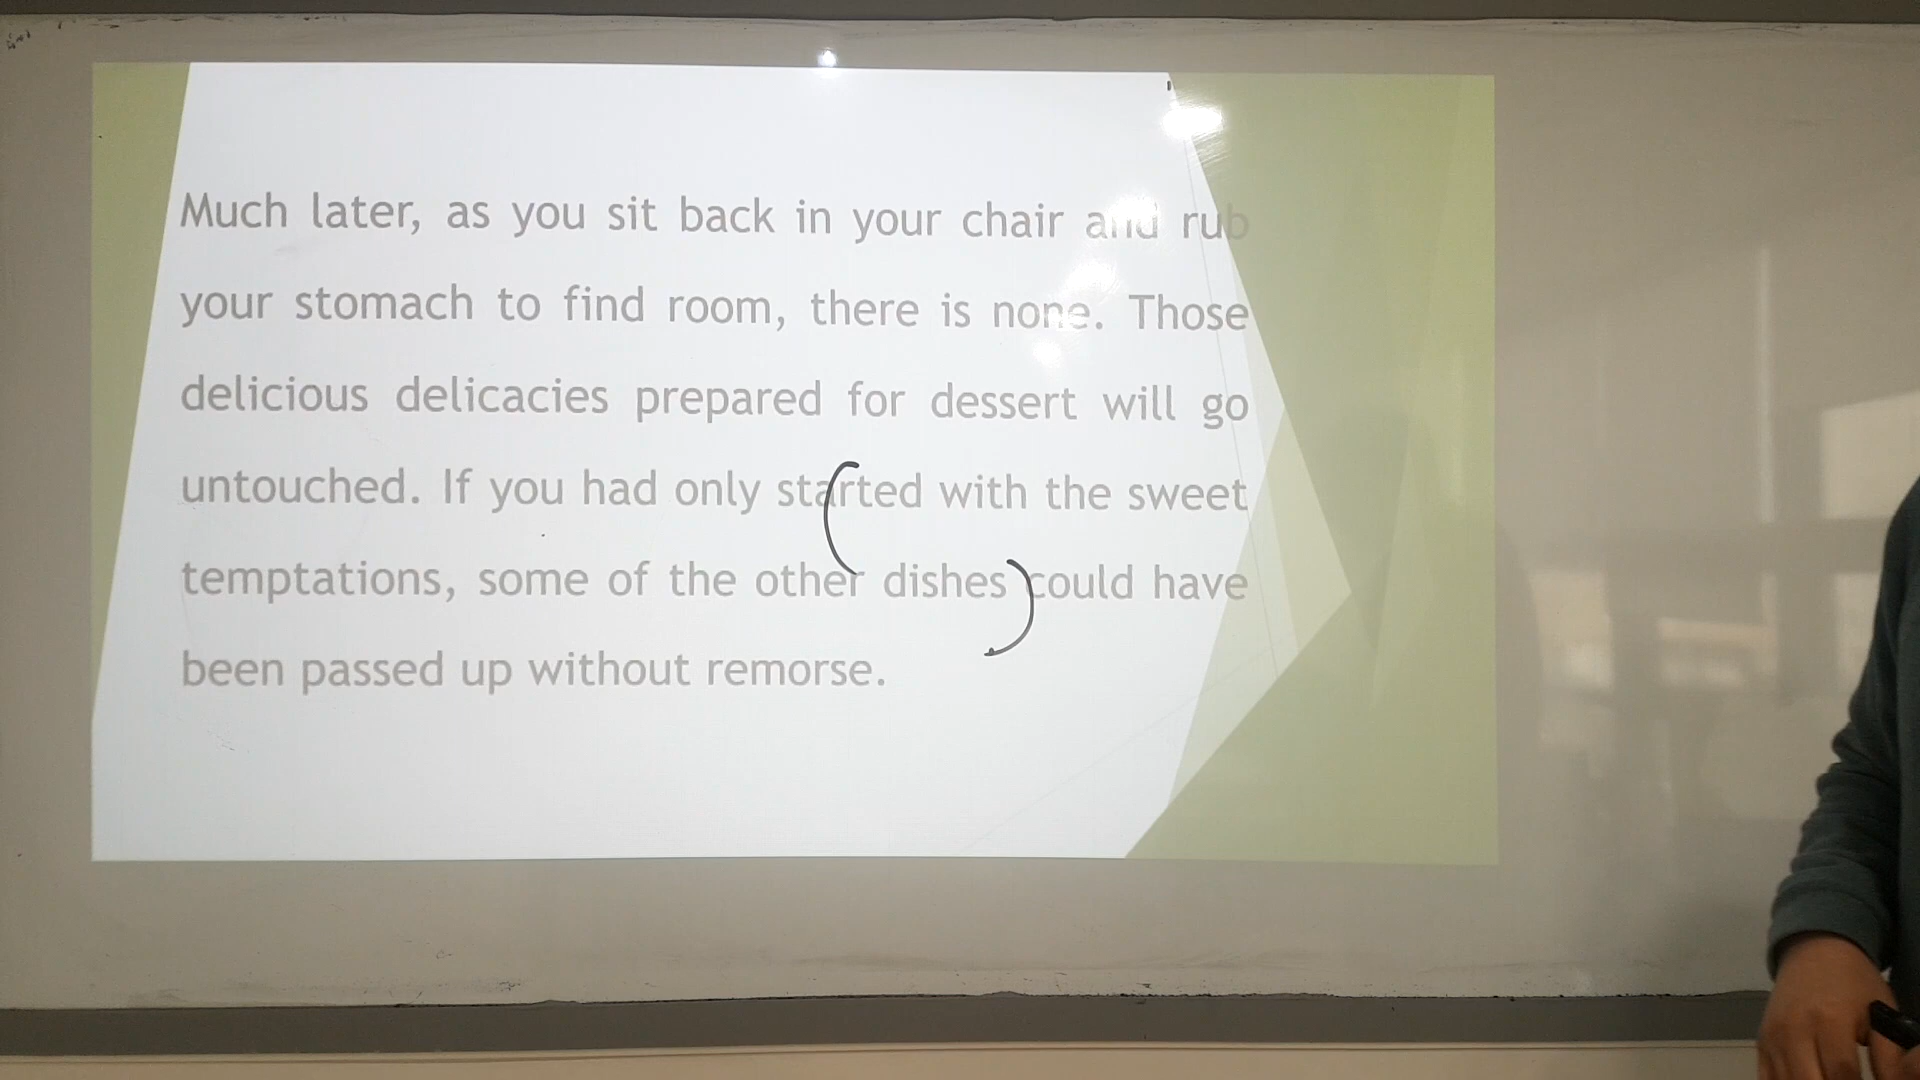 Much later, as you sit back in your chair and rub
your stomach to find room, there is none. Those
delicious delicacies prepared for dessert will go
untouched. If you had only started with the sweet
temptations, some of the other dishes could have
been passed up without remorse.